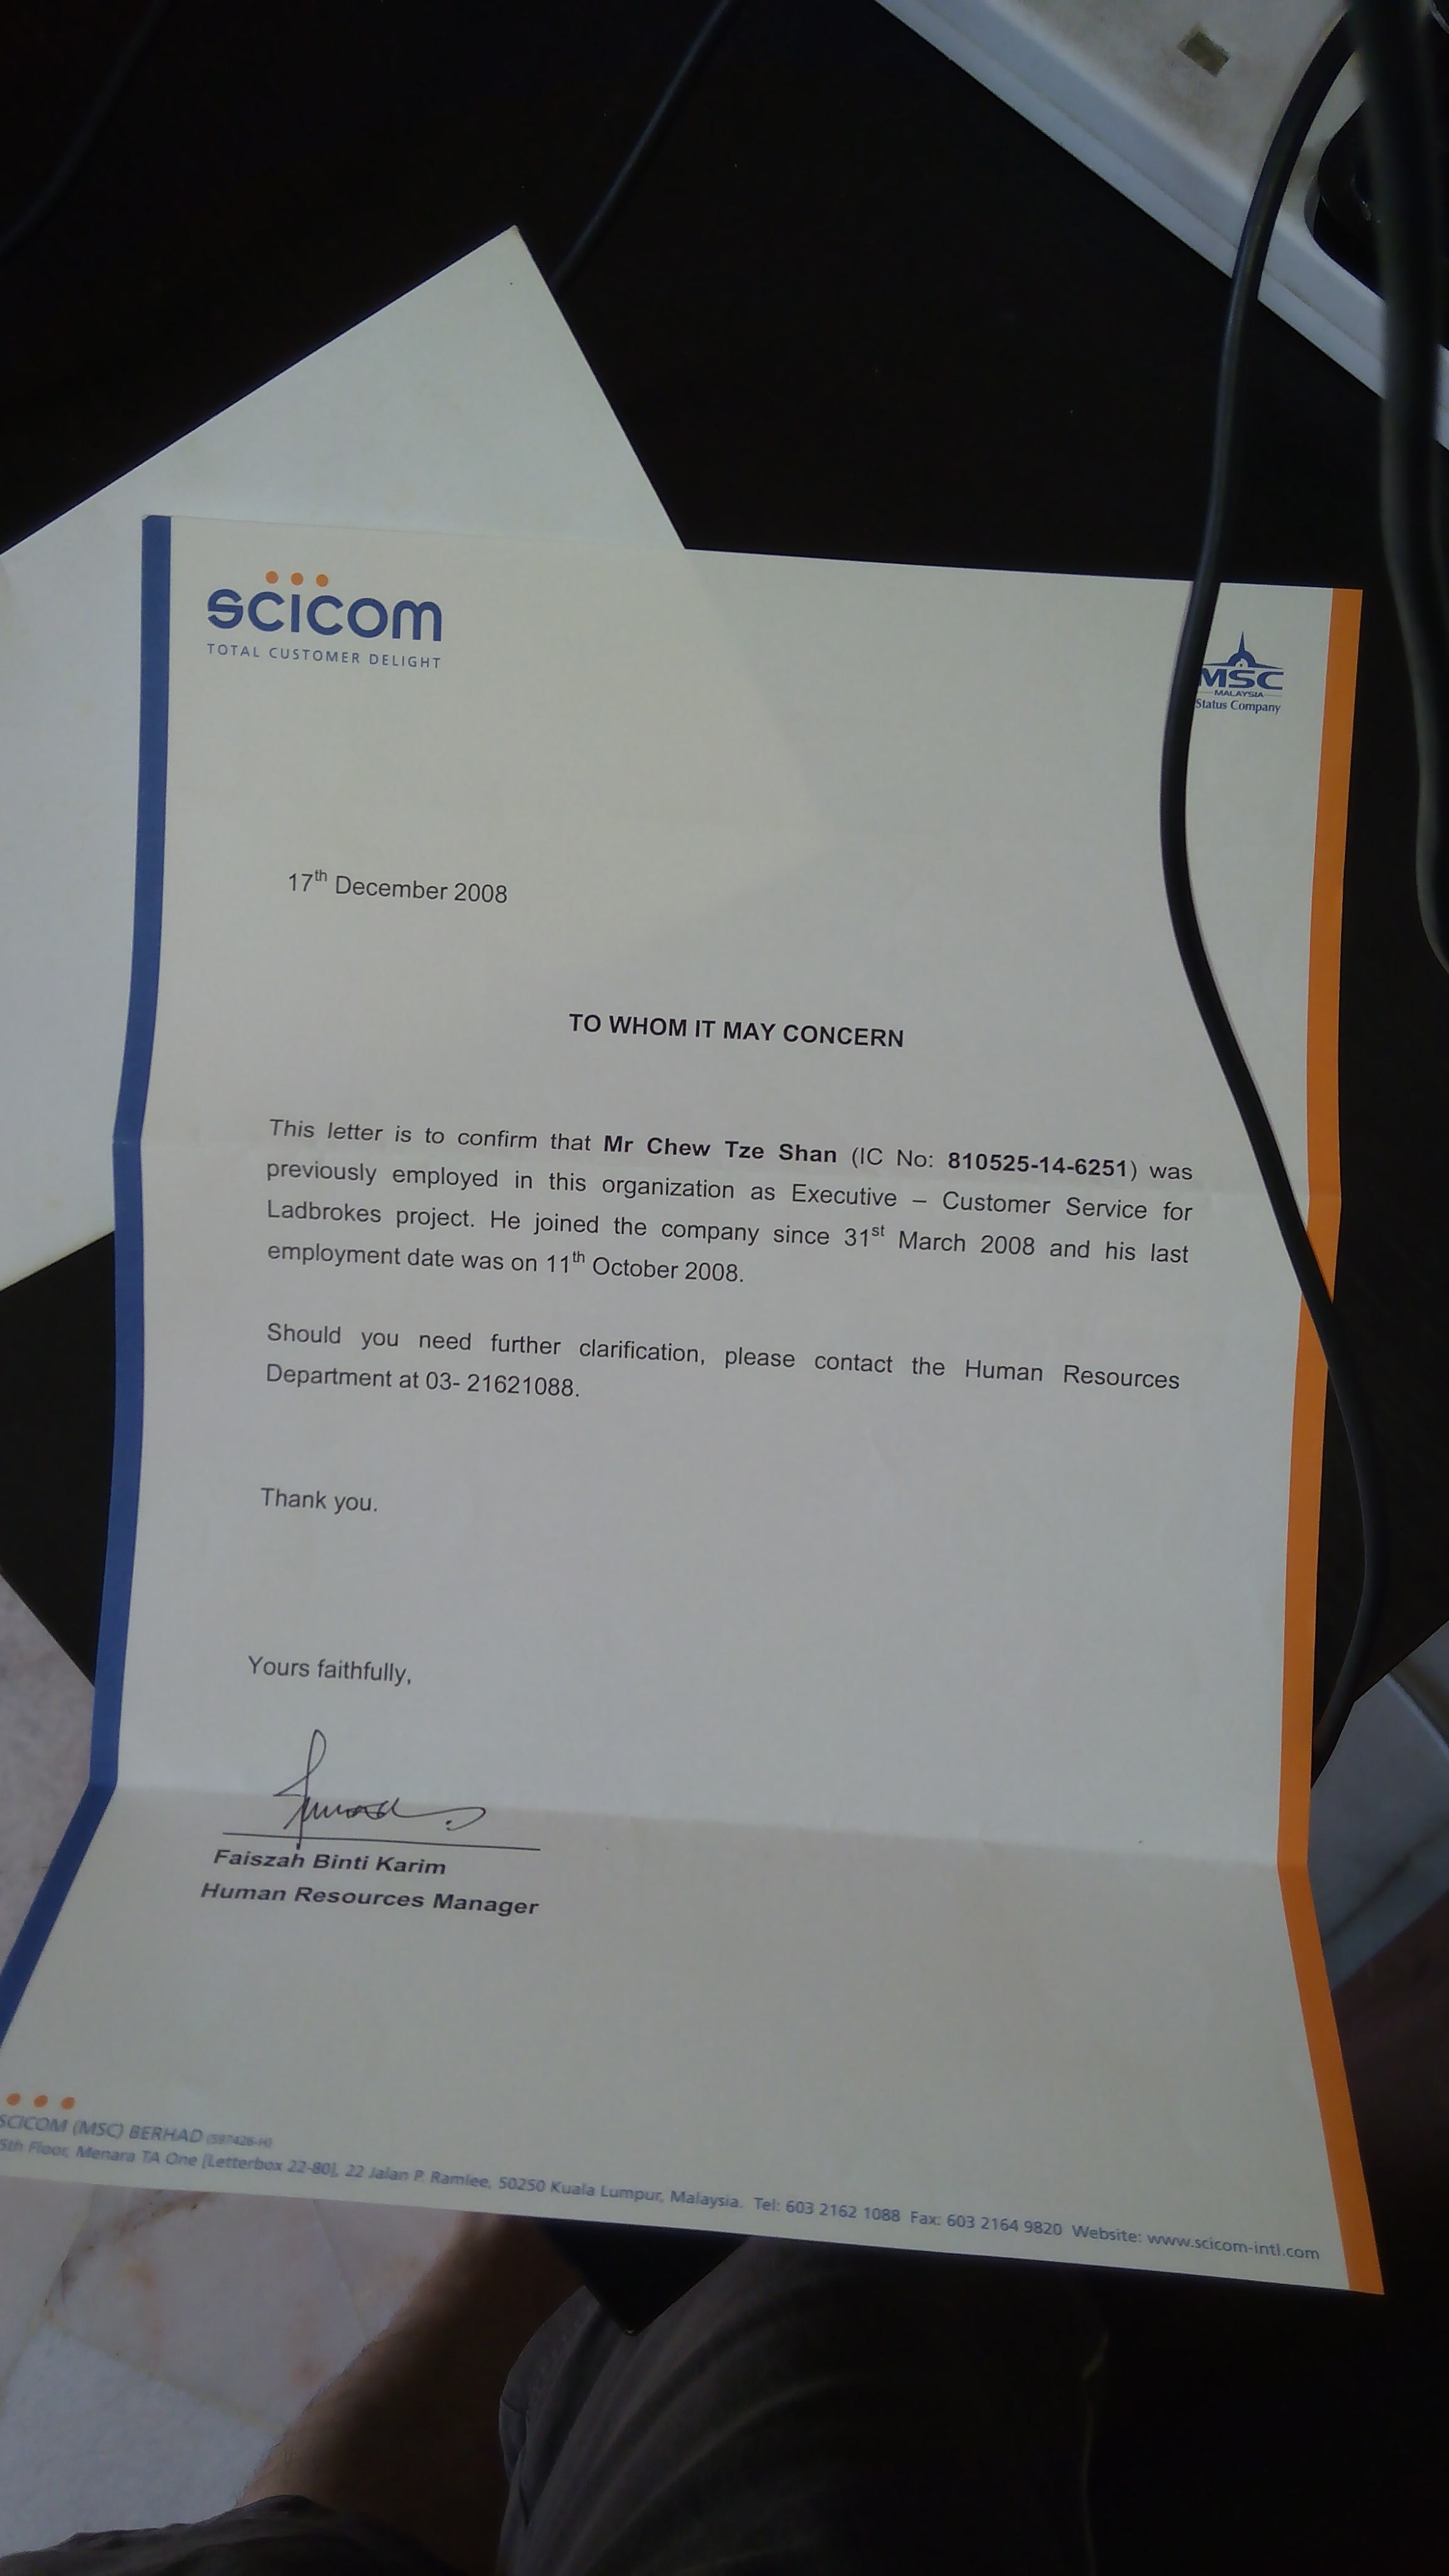 scicom
TOTAL CUSTOMER DELIGHT
MSC
MALAYSIA
Status Company
17th December 2008
TO WHOM IT MAY CONCERN
This letter is to confirm that Mr Chew Tze Shan (IC No: 810525-14-6251) was
previously employed in this organization as Executive – Customer Service for
Ladbrokes project. He joined the company since 31st March 2008 and his last
employment date was on 11th October 2008.
Should you need further clarification, please contact the Human Resources
Department at 03- 21621088.
Thank you.
Yours faithfully,
Faiszah Binti Karim
Human Resources Manager
SCICOM (MSC) BERHAD (597426-H)
5th Floor, Menara TA One [Letterbox 22-80], 22 Jalan P. Ramlee, 50250 Kuala Lumpur, Malaysia. Tel: 603 2162 1088 Fax: 603 2164 9820 Website: www.scicom-intl.com